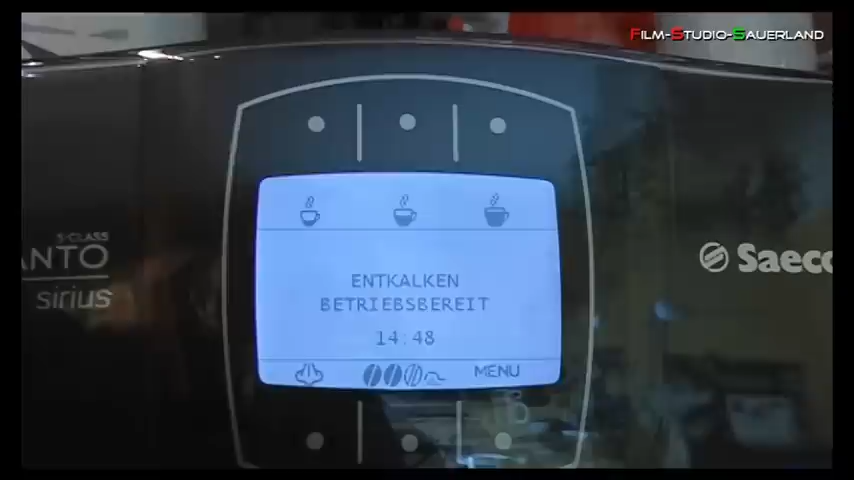 Film-Studio-Sauerland
S-CLASS
ANTO
sirius
Saeco
ENTKALKEN
BETRIEBSBEREIT
14:48
MENU